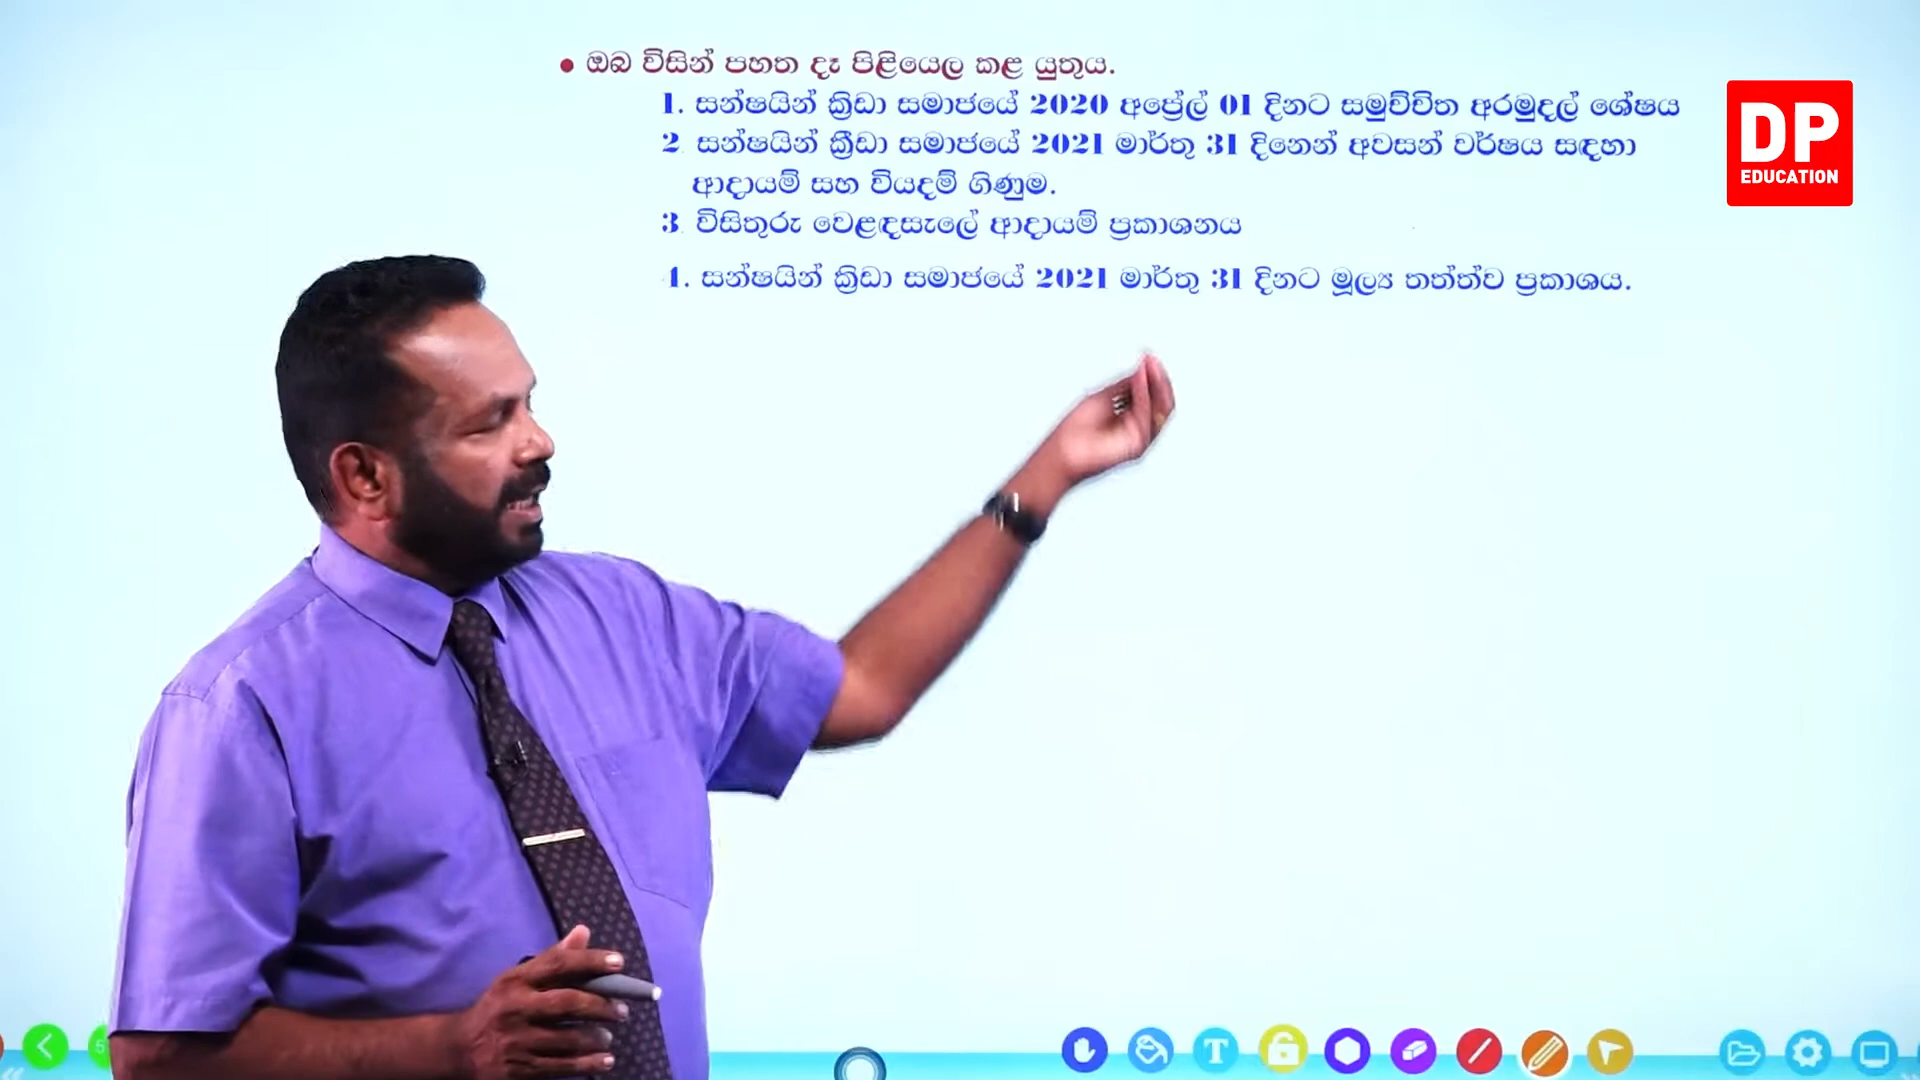 • ඔබ විසින් පහත දෑ පිළියෙල කළ යුතුය.
1. සන්ෂයින් ක්‍රිඩා සමාජයේ 2020 අප්‍රේල් 01 දිනට සමුච්චිත අරමුදල් ශේෂය
2. සන්ෂයින් ක්‍රීඩා සමාජයේ 2021 මාර්තු 31 දිනෙන් අවසන් වර්ෂය සඳහා
ආදායම් සහ වියදම් ගිණුම.
3. විසිතුරු වෙළඳසැලේ ආදායම් ප්‍රකාශනය
4. සන්ෂයින් ක්‍රිඩා සමාජයේ 2021 මාර්තු 31 දිනට මූල්‍ය තත්ත්ව ප්‍රකාශය.
DP
EDUCATION
5
T